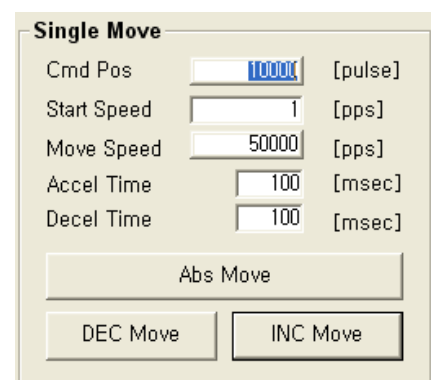 Single Move
Cmd Pos 10000 [pulse]
Start Speed 1 [pps]
Move Speed 50000 [pps]
Accel Time 100 [msec]
Decel Time 100 [msec]
Abs Move
DEC Move INC Move